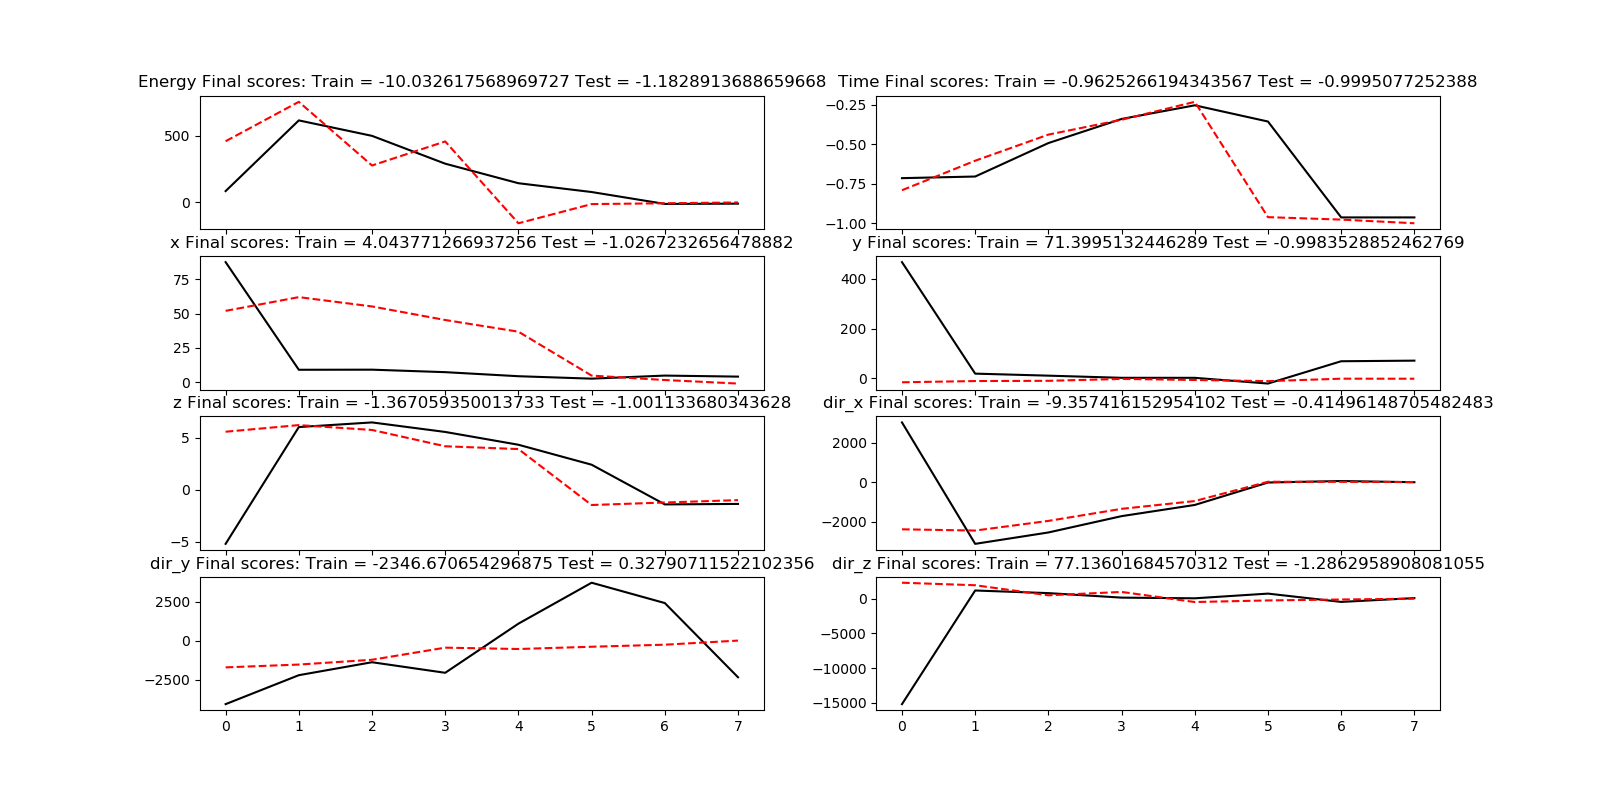 Energy Final scores: Train = -10.032617568969727 Test = -1.1828913688659668
500
0
Time Final scores: Train = -0.9625266194343567 Test = -0.9995077252388
−0.25
−0.50
−0.75
−1.00
x Final scores: Train = 4.043771266937256 Test = -1.0267232656478882
75
50
25
0
y Final scores: Train = 71.3995132446289 Test = -0.9983528852462769
400
200
0
z Final scores: Train = -1.367059350013733 Test = -1.001133680343628
5
0
−5
dir_x Final scores: Train = -9.357416152954102 Test = -0.41496148705482483
2000
0
−2000
dir_y Final scores: Train = -2346.670654296875 Test = 0.32790711522102356
2500
0
−2500
0 1 2 3 4 5 6 7
dir_z Final scores: Train = 77.13601684570312 Test = -1.2862958908081055
0
−5000
−10000
−15000
0 1 2 3 4 5 6 7